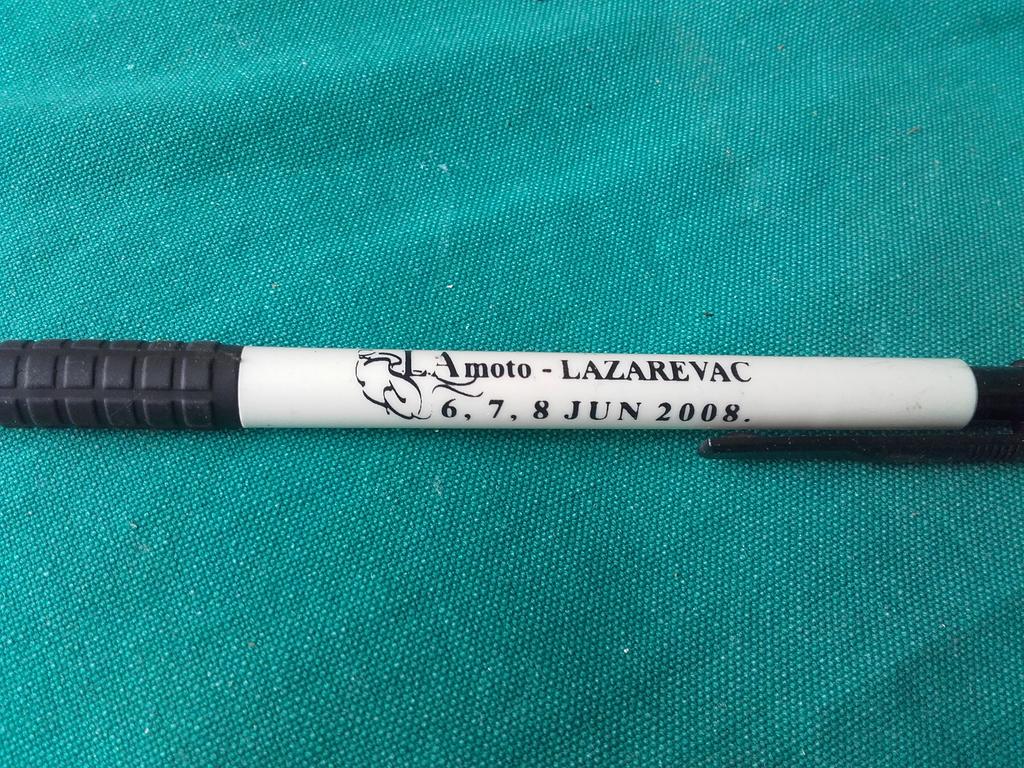 LAmoto - LAZAREVAC
6, 7, 8 JUN 2008.